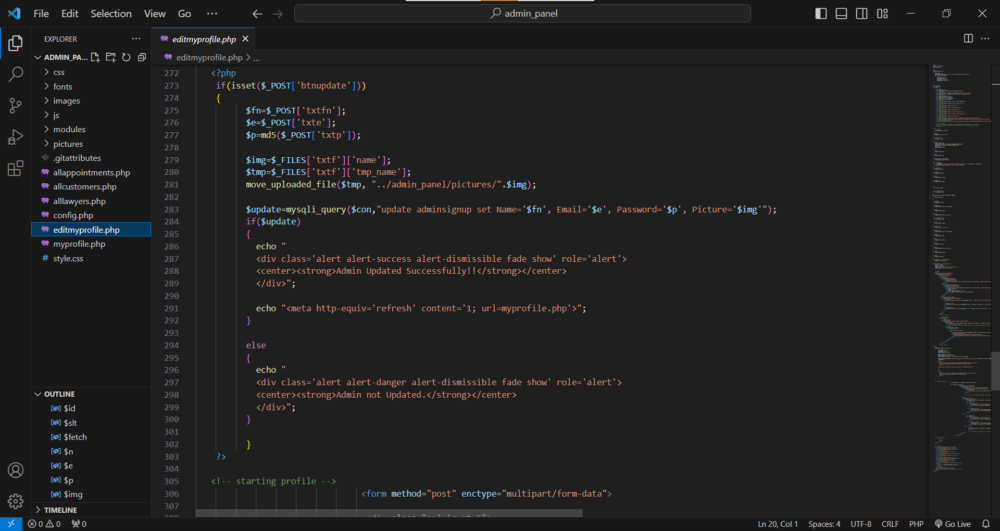 File Edit Selection View Go ···
admin_panel
EXPLORER ···
ADMIN_PA...
css
fonts
images
js
modules
pictures
.gitattributes
allappointments.php
allcustomers.php
alllawyers.php
config.php
editmyprofile.php
myprofile.php
# style.css
OUTLINE
$id
$slt
$fetch
$n
$e
$p
$img
TIMELINE
editmyprofile.php
editmyprofile.php > ...
272 <?php
273 if(isset($_POST['btnupdate']))
274 {
275 $fn=$_POST['txtfn'];
276 $e=$_POST['txte'];
277 $p=md5($_POST['txtp']);
278
279 $img=$_FILES['txtf']['name'];
280 $tmp=$_FILES['txtf']['tmp_name'];
281 move_uploaded_file($tmp, "../admin_panel/pictures/".$img);
282
283 $update=mysqli_query($con,"update adminsignup set Name='$fn', Email='$e', Password='$p', Picture='$img'");
284 if($update)
285 {
286 echo "
287 <div class='alert alert-success alert-dismissible fade show' role='alert'>
288 <center><strong>Admin Updated Successfully!!</strong></center>
289 </div>";
290
291 echo "<meta http-equiv='refresh' content='1; url=myprofile.php'>";
292 }
293
294 else
295 {
296 echo "
297 <div class='alert alert-danger alert-dismissible fade show' role='alert'>
298 <center><strong>Admin not Updated.</strong></center>
299 </div>";
300 }
301
302 }
303 ?>
304
305 <!-- starting profile -->
306 <form method="post" enctype="multipart/form-data">
307
0 0 0
Ln 20, Col 1 Spaces: 4 UTF-8 CRLF PHP Go Live